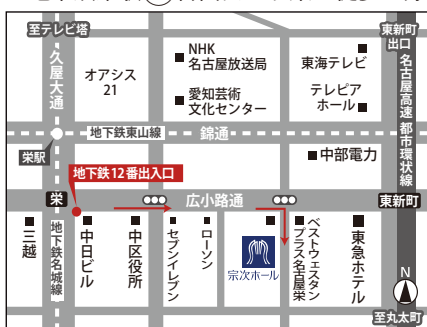 至テレビ塔
東新町
出口
久屋大通
オアシス
21
NHK
名古屋放送局
愛知芸術
文化センター
東海テレビ
テレピア
ホール
名古屋高速 都市環状線
地下鉄東山線
錦通
栄駅
中部電力
地下鉄12番出入口
栄
広小路通
東新町
三越
地下鉄名城線
中日ビル
中区役所
セブンイレブン
ローソン
宗次ホール
ベストウェスタン
プラス名古屋栄
東急ホテル
N
至丸太町